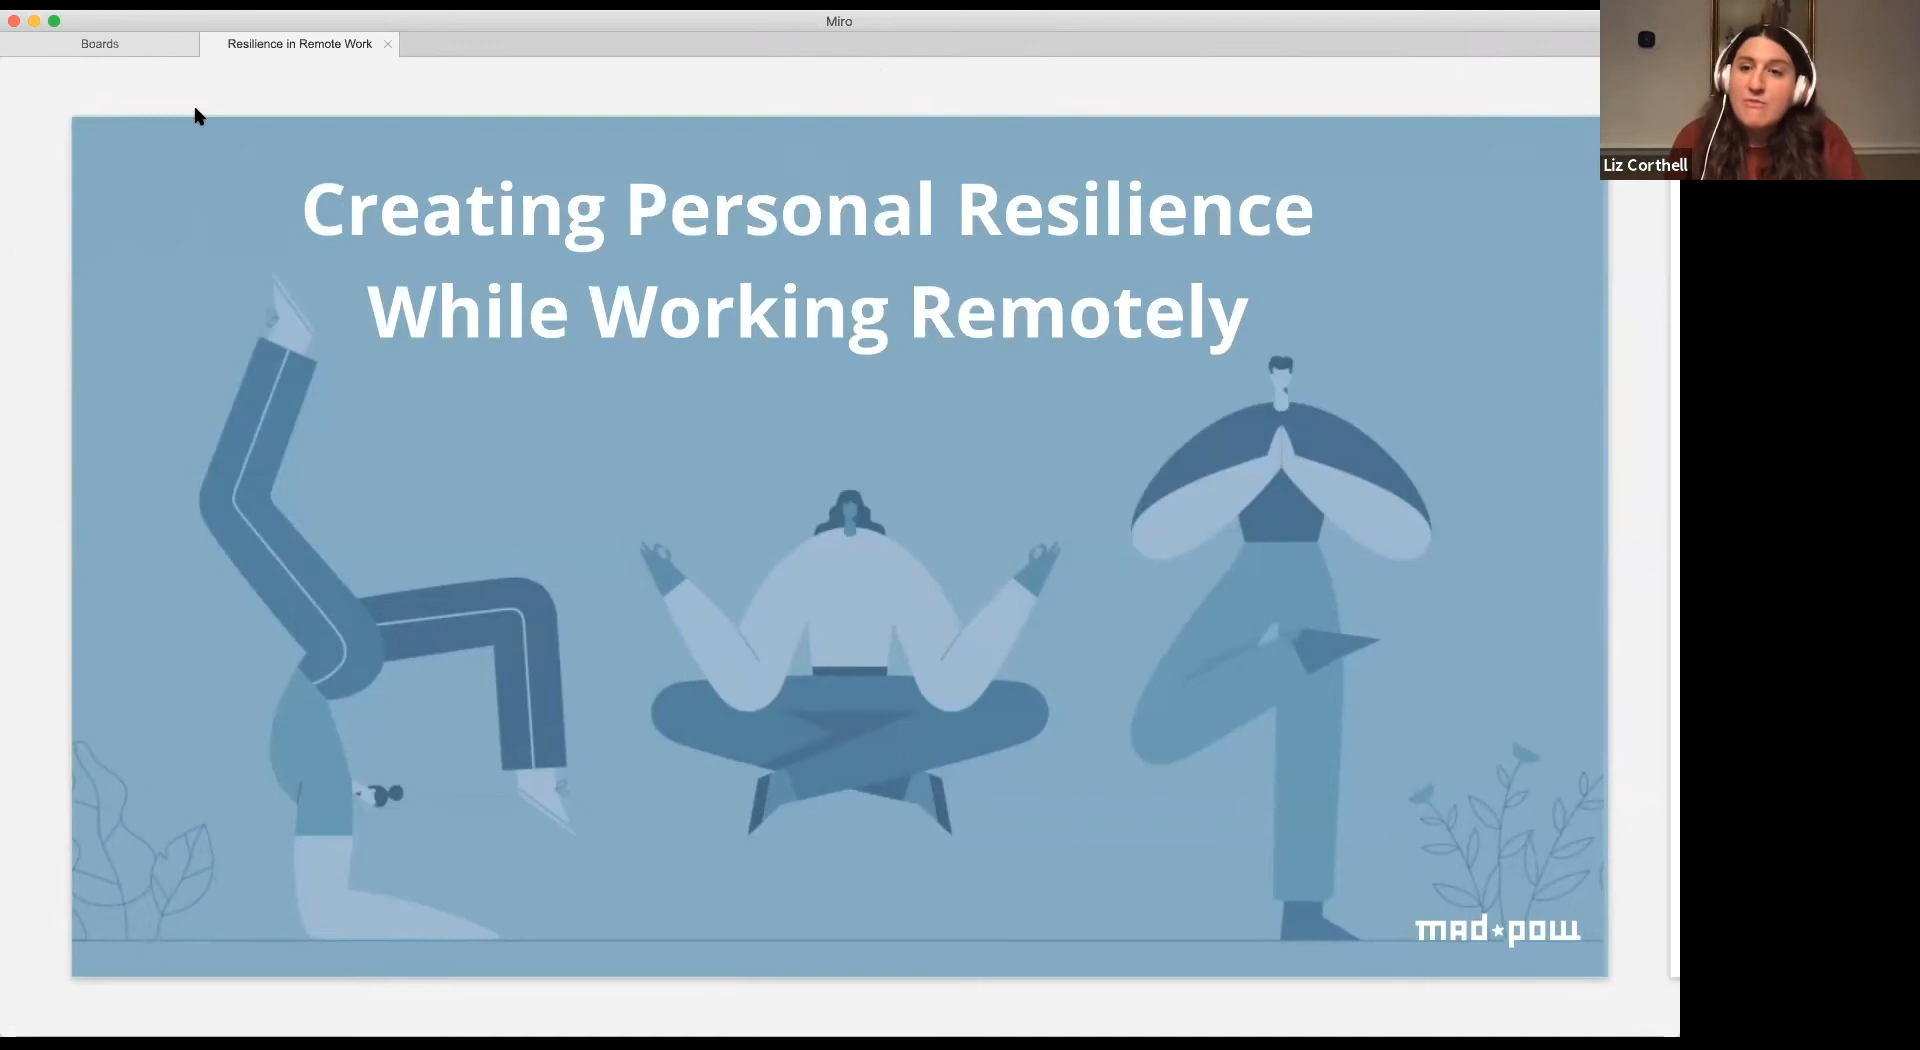 Miro
Boards
Resilience in Remote Work
Liz Corthell
Creating Personal Resilience
While Working Remotely
mad*pow